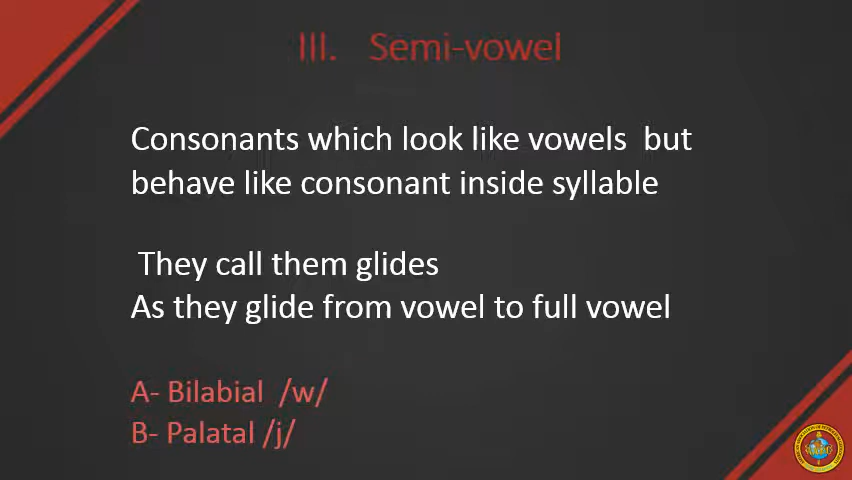 III. Semi-vowel
Consonants which look like vowels but
behave like consonant inside syllable
They call them glides
As they glide from vowel to full vowel
A- Bilabial /w/
B- Palatal /j/